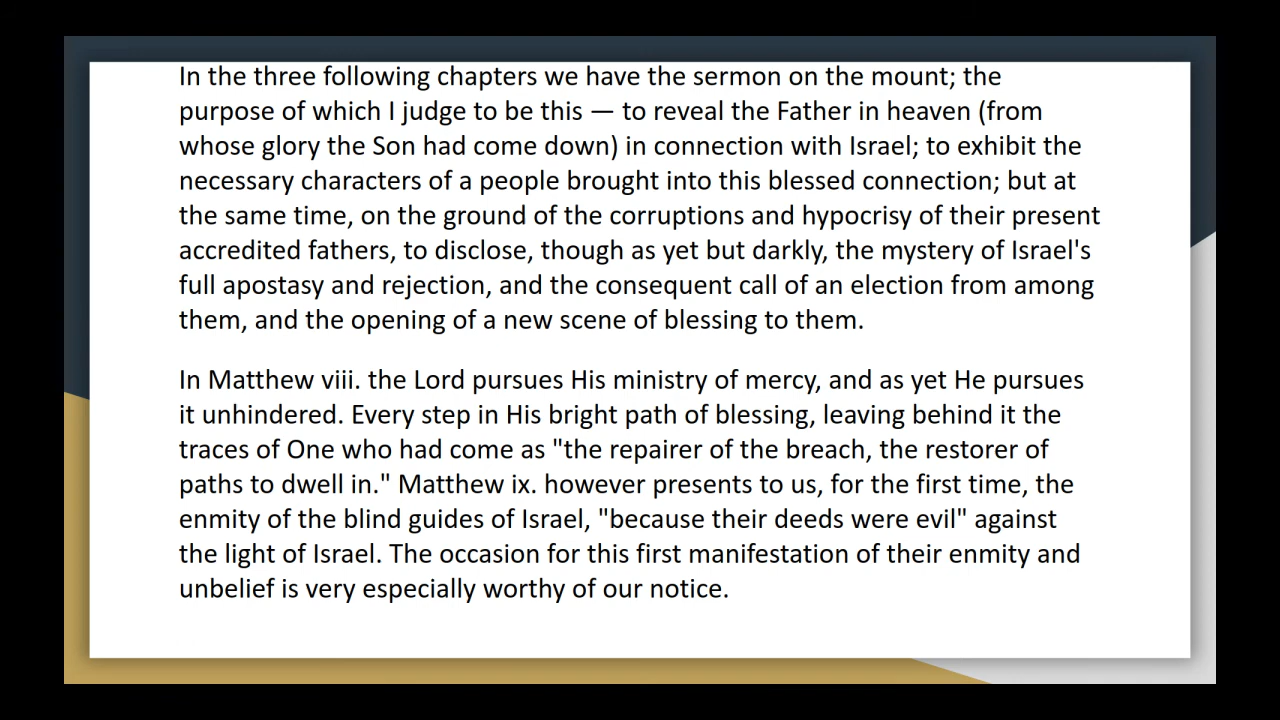 In the three following chapters we have the sermon on the mount; the
purpose of which I judge to be this — to reveal the Father in heaven (from
whose glory the Son had come down) in connection with Israel; to exhibit the
necessary characters of a people brought into this blessed connection; but at
the same time, on the ground of the corruptions and hypocrisy of their present
accredited fathers, to disclose, though as yet but darkly, the mystery of Israel's
full apostasy and rejection, and the consequent call of an election from among
them, and the opening of a new scene of blessing to them.
In Matthew viii. the Lord pursues His ministry of mercy, and as yet He pursues
it unhindered. Every step in His bright path of blessing, leaving behind it the
traces of One who had come as "the repairer of the breach, the restorer of
paths to dwell in." Matthew ix. however presents to us, for the first time, the
enmity of the blind guides of Israel, "because their deeds were evil" against
the light of Israel. The occasion for this first manifestation of their enmity and
unbelief is very especially worthy of our notice.